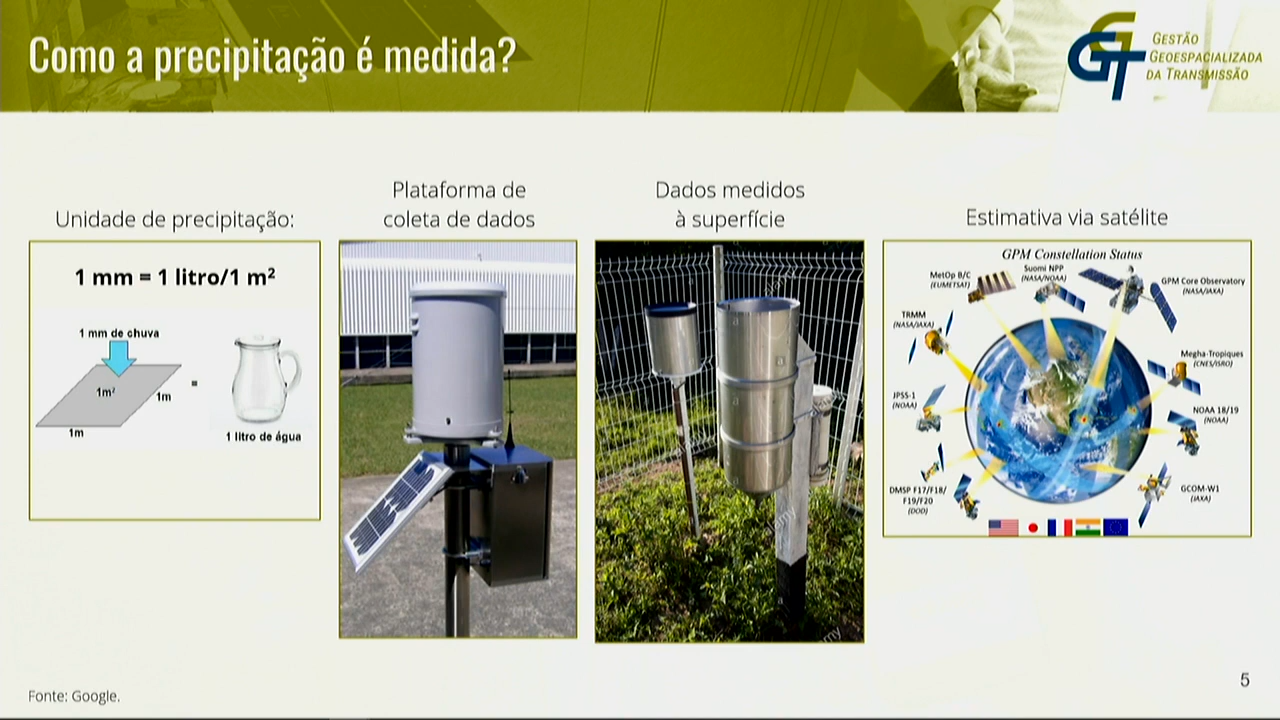 Como a precipitação é medida?
GESTÃO
GEOESPACIALIZADA
DA TRANSMISSÃO
Unidade de precipitação:
1 mm = 1 litro/1 m²
1 mm de chuva
1m²
1m
1m
=
1 litro de água
Plataforma de
coleta de dados
Dados medidos
à superfície
alamy
alamy
Estimativa via satélite
GPM Constellation Status
MetOp B/C
(EUMETSAT)
Suomi NPP
(NASA/NOAA)
GPM Core Observatory
(NASA/JAXA)
TRMM
(NASA/JAXA)
Megha-Tropiques
(CNES/ISRO)
JPSS-1
(NOAA)
NOAA 18/19
(NOAA)
DMSP F17/F18/
F19/F20
(DOD)
GCOM-W1
(JAXA)
Fonte: Google.
5